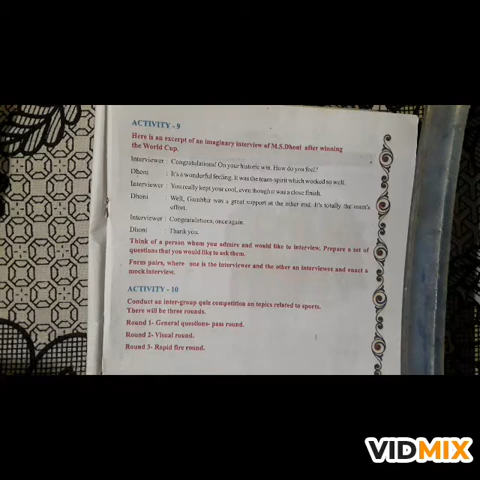 ACTIVITY - 9
Here is an excerpt of an imaginary interview of M.S.Dhoni after winning
the World Cup.
Interviewer : Congratulations! On your historic win. How do you feel?
Dhoni : It's a wonderful feeling. It was the team-spirit which worked so well.
Interviewer : You really kept your cool, even though it was a close finish.
Dhoni : Well, Gambhir was a great support at the other end. It's totally the team's
effort.
Interviewer : Congratulations, once again.
Dhoni : Thank you.
Think of a person whom you admire and would like to interview. Prepare a set of
questions that you would like to ask them.
Form pairs, where one is the interviewer and the other an interviewee and enact a
mock interview.
ACTIVITY - 10
Conduct an inter-group quiz competition on topics related to sports.
There will be three rounds.
Round 1- General questions- pass round.
Round 2- Visual round.
Round 3- Rapid fire round.
VIDMIX